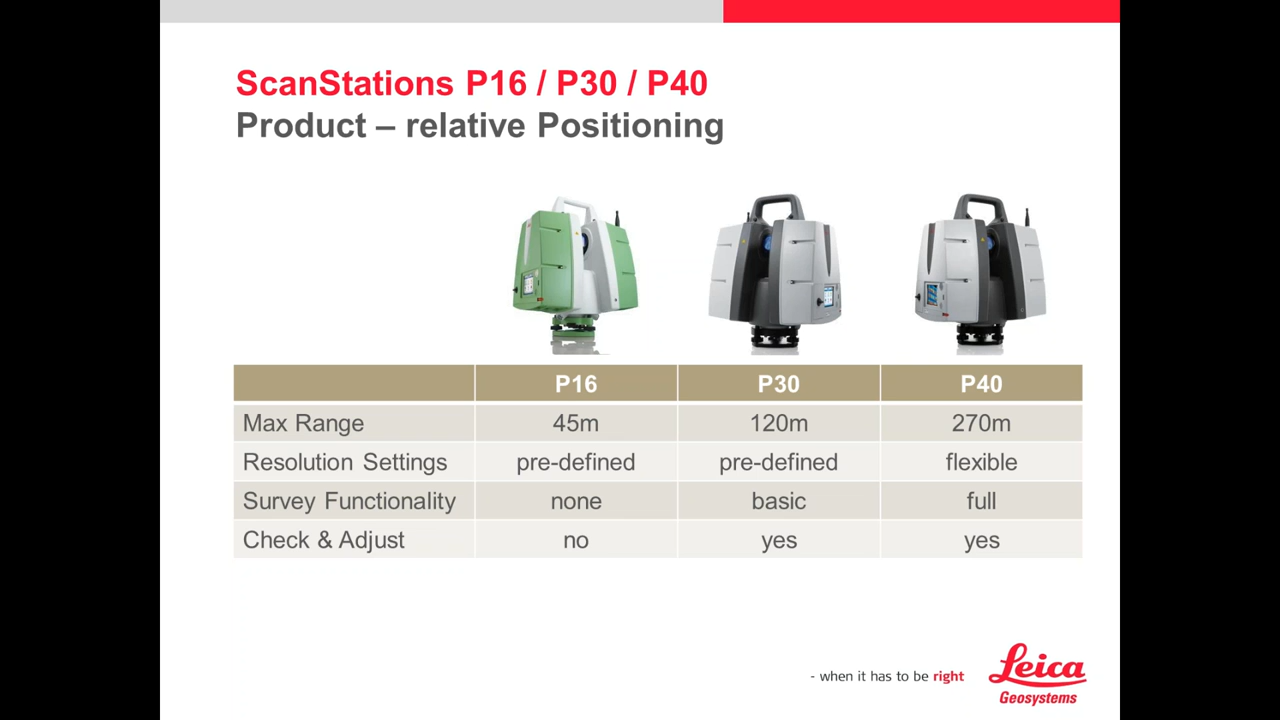 ScanStations P16 / P30 / P40
Product – relative Positioning
P16 P30 P40
Max Range 45m 120m 270m
Resolution Settings pre-defined pre-defined flexible
Survey Functionality none basic full
Check & Adjust no yes yes
- when it has to be right
Leica
Geosystems